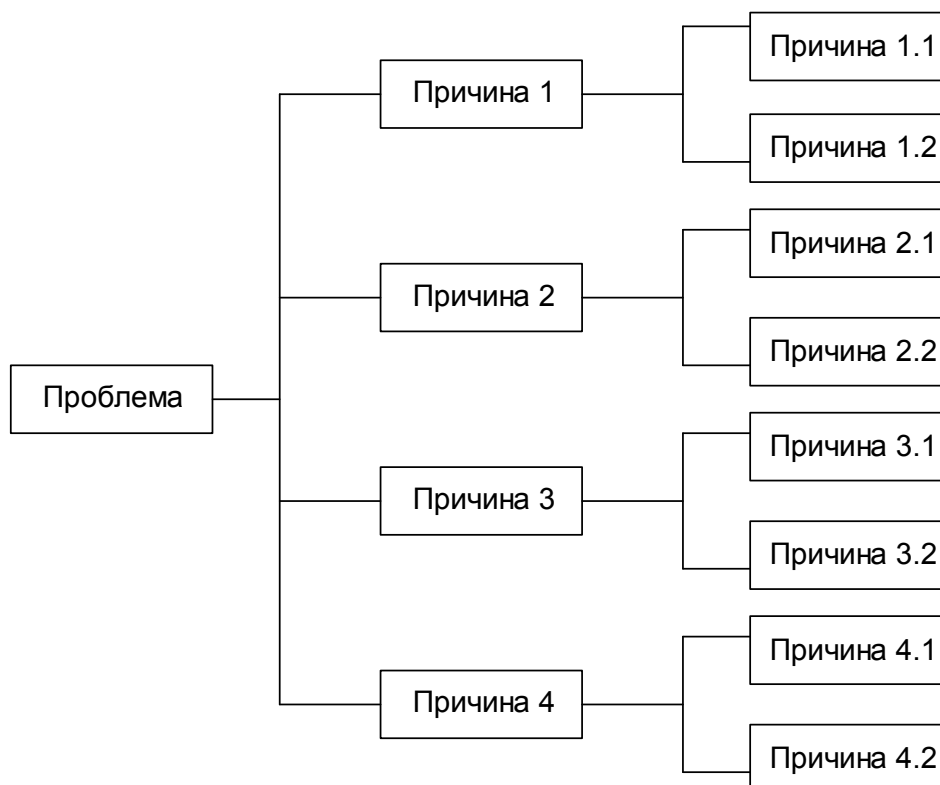 Проблема
Причина 1
Причина 1.1
Причина 1.2
Причина 2
Причина 2.1
Причина 2.2
Причина 3
Причина 3.1
Причина 3.2
Причина 4
Причина 4.1
Причина 4.2